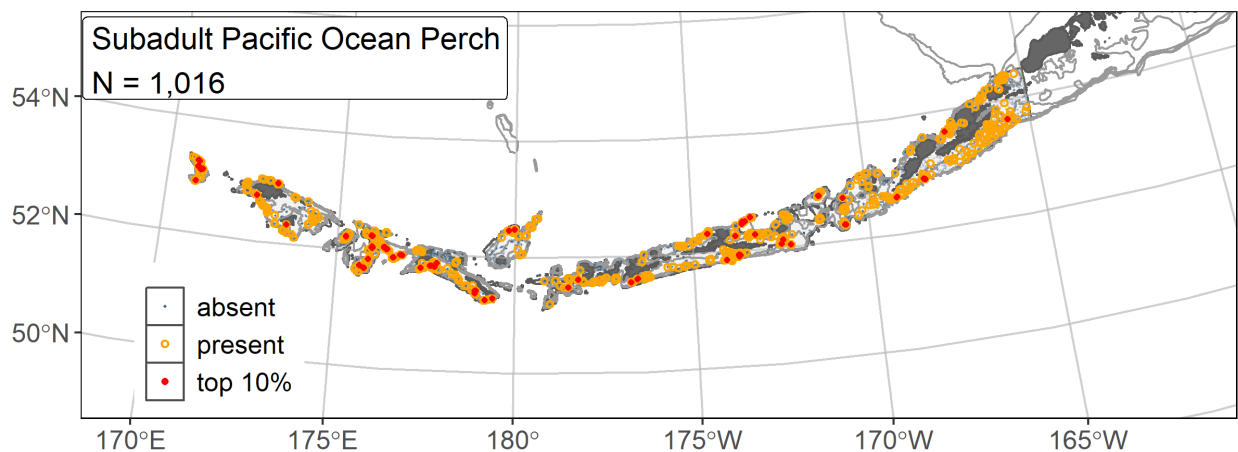 Subadult Pacific Ocean Perch
N = 1,016
54°N
52°N
50°N
absent
present
top 10%
170°E
175°E
180°
175°W
170°W
165°W